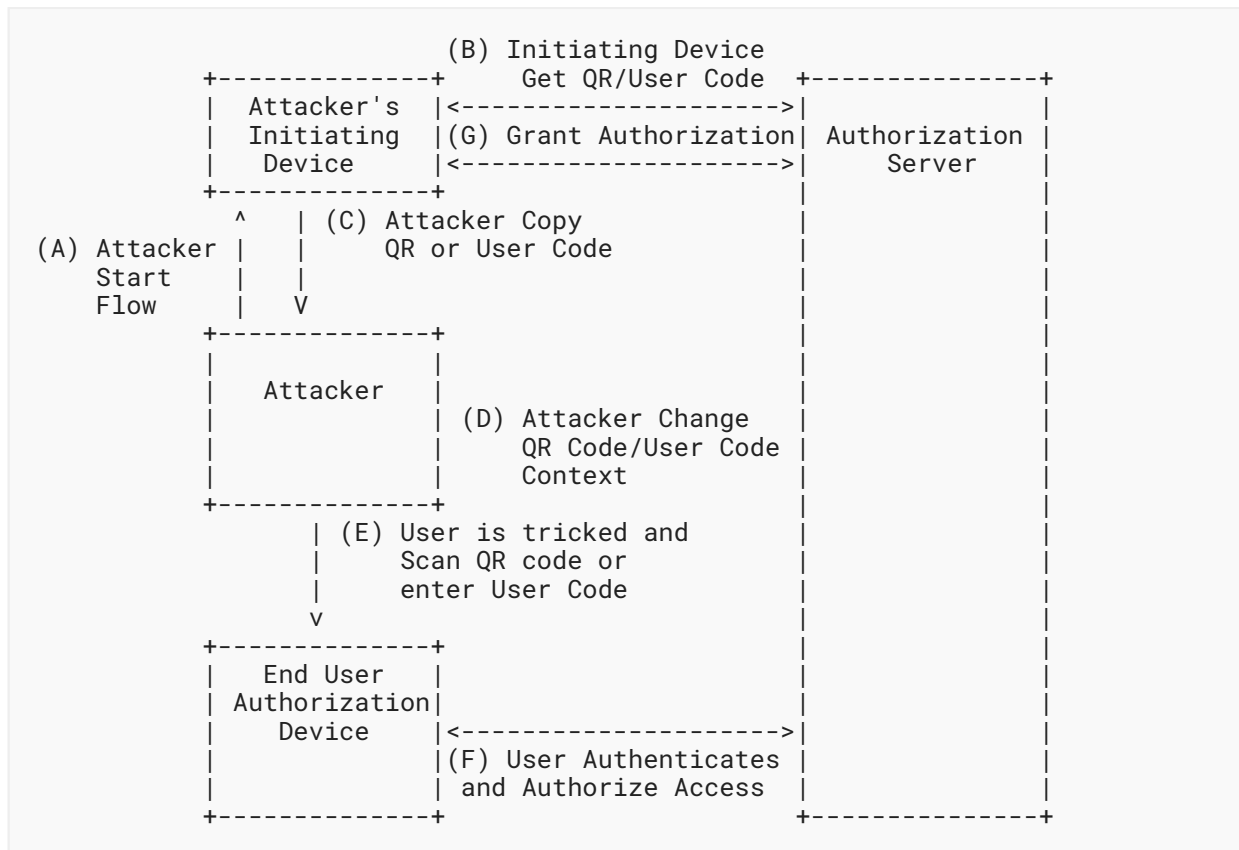 (B) Initiating Device
Get QR/User Code
Attacker's
Initiating
Device
(G) Grant Authorization
Authorization
Server
(C) Attacker Copy
QR or User Code
(A) Attacker
Start
Flow
Attacker
(D) Attacker Change
QR Code/User Code
Context
(E) User is tricked and
Scan QR code or
enter User Code
End User
Authorization
Device
(F) User Authenticates
and Authorize Access